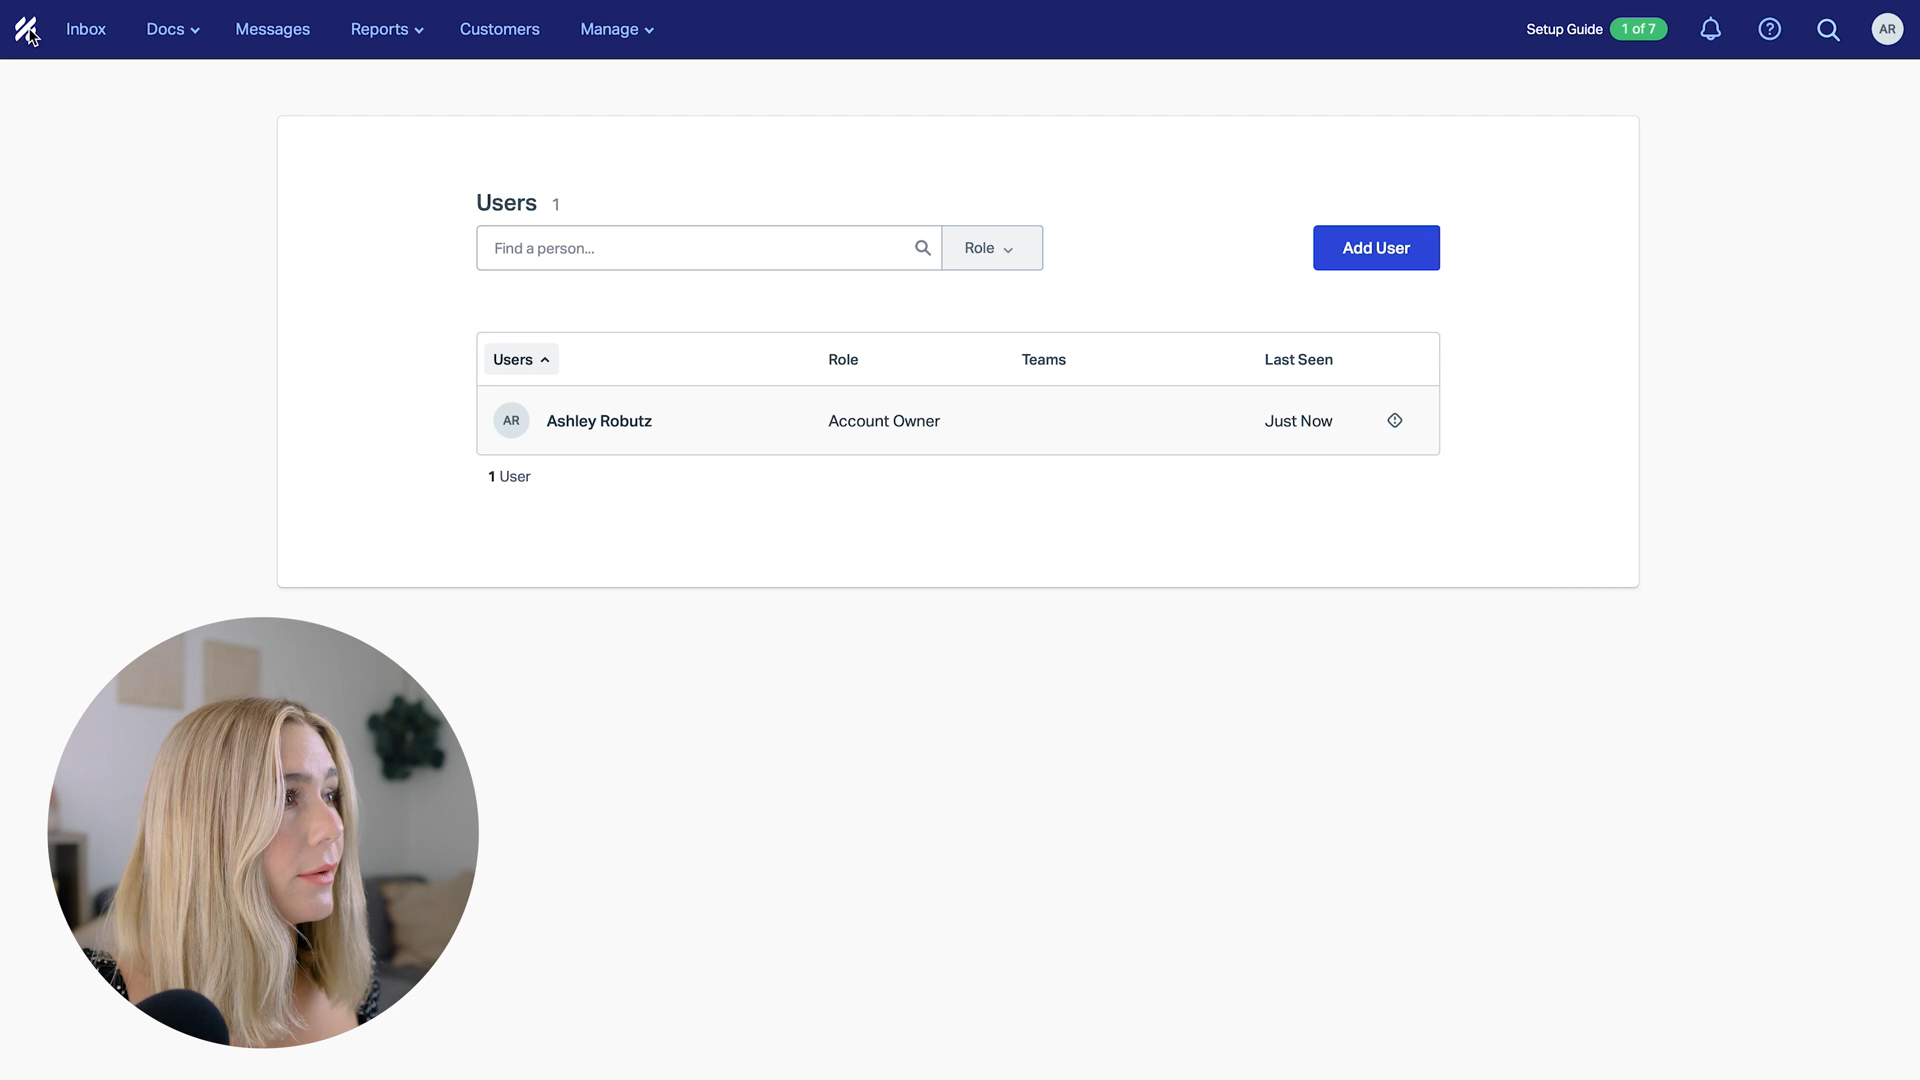 Inbox Docs Messages Reports Customers Manage Setup Guide 1 of 7 AR
Users 1
Find a person... Role Add User
Users Role Teams Last Seen
AR Ashley Robutz Account Owner Just Now
1 User